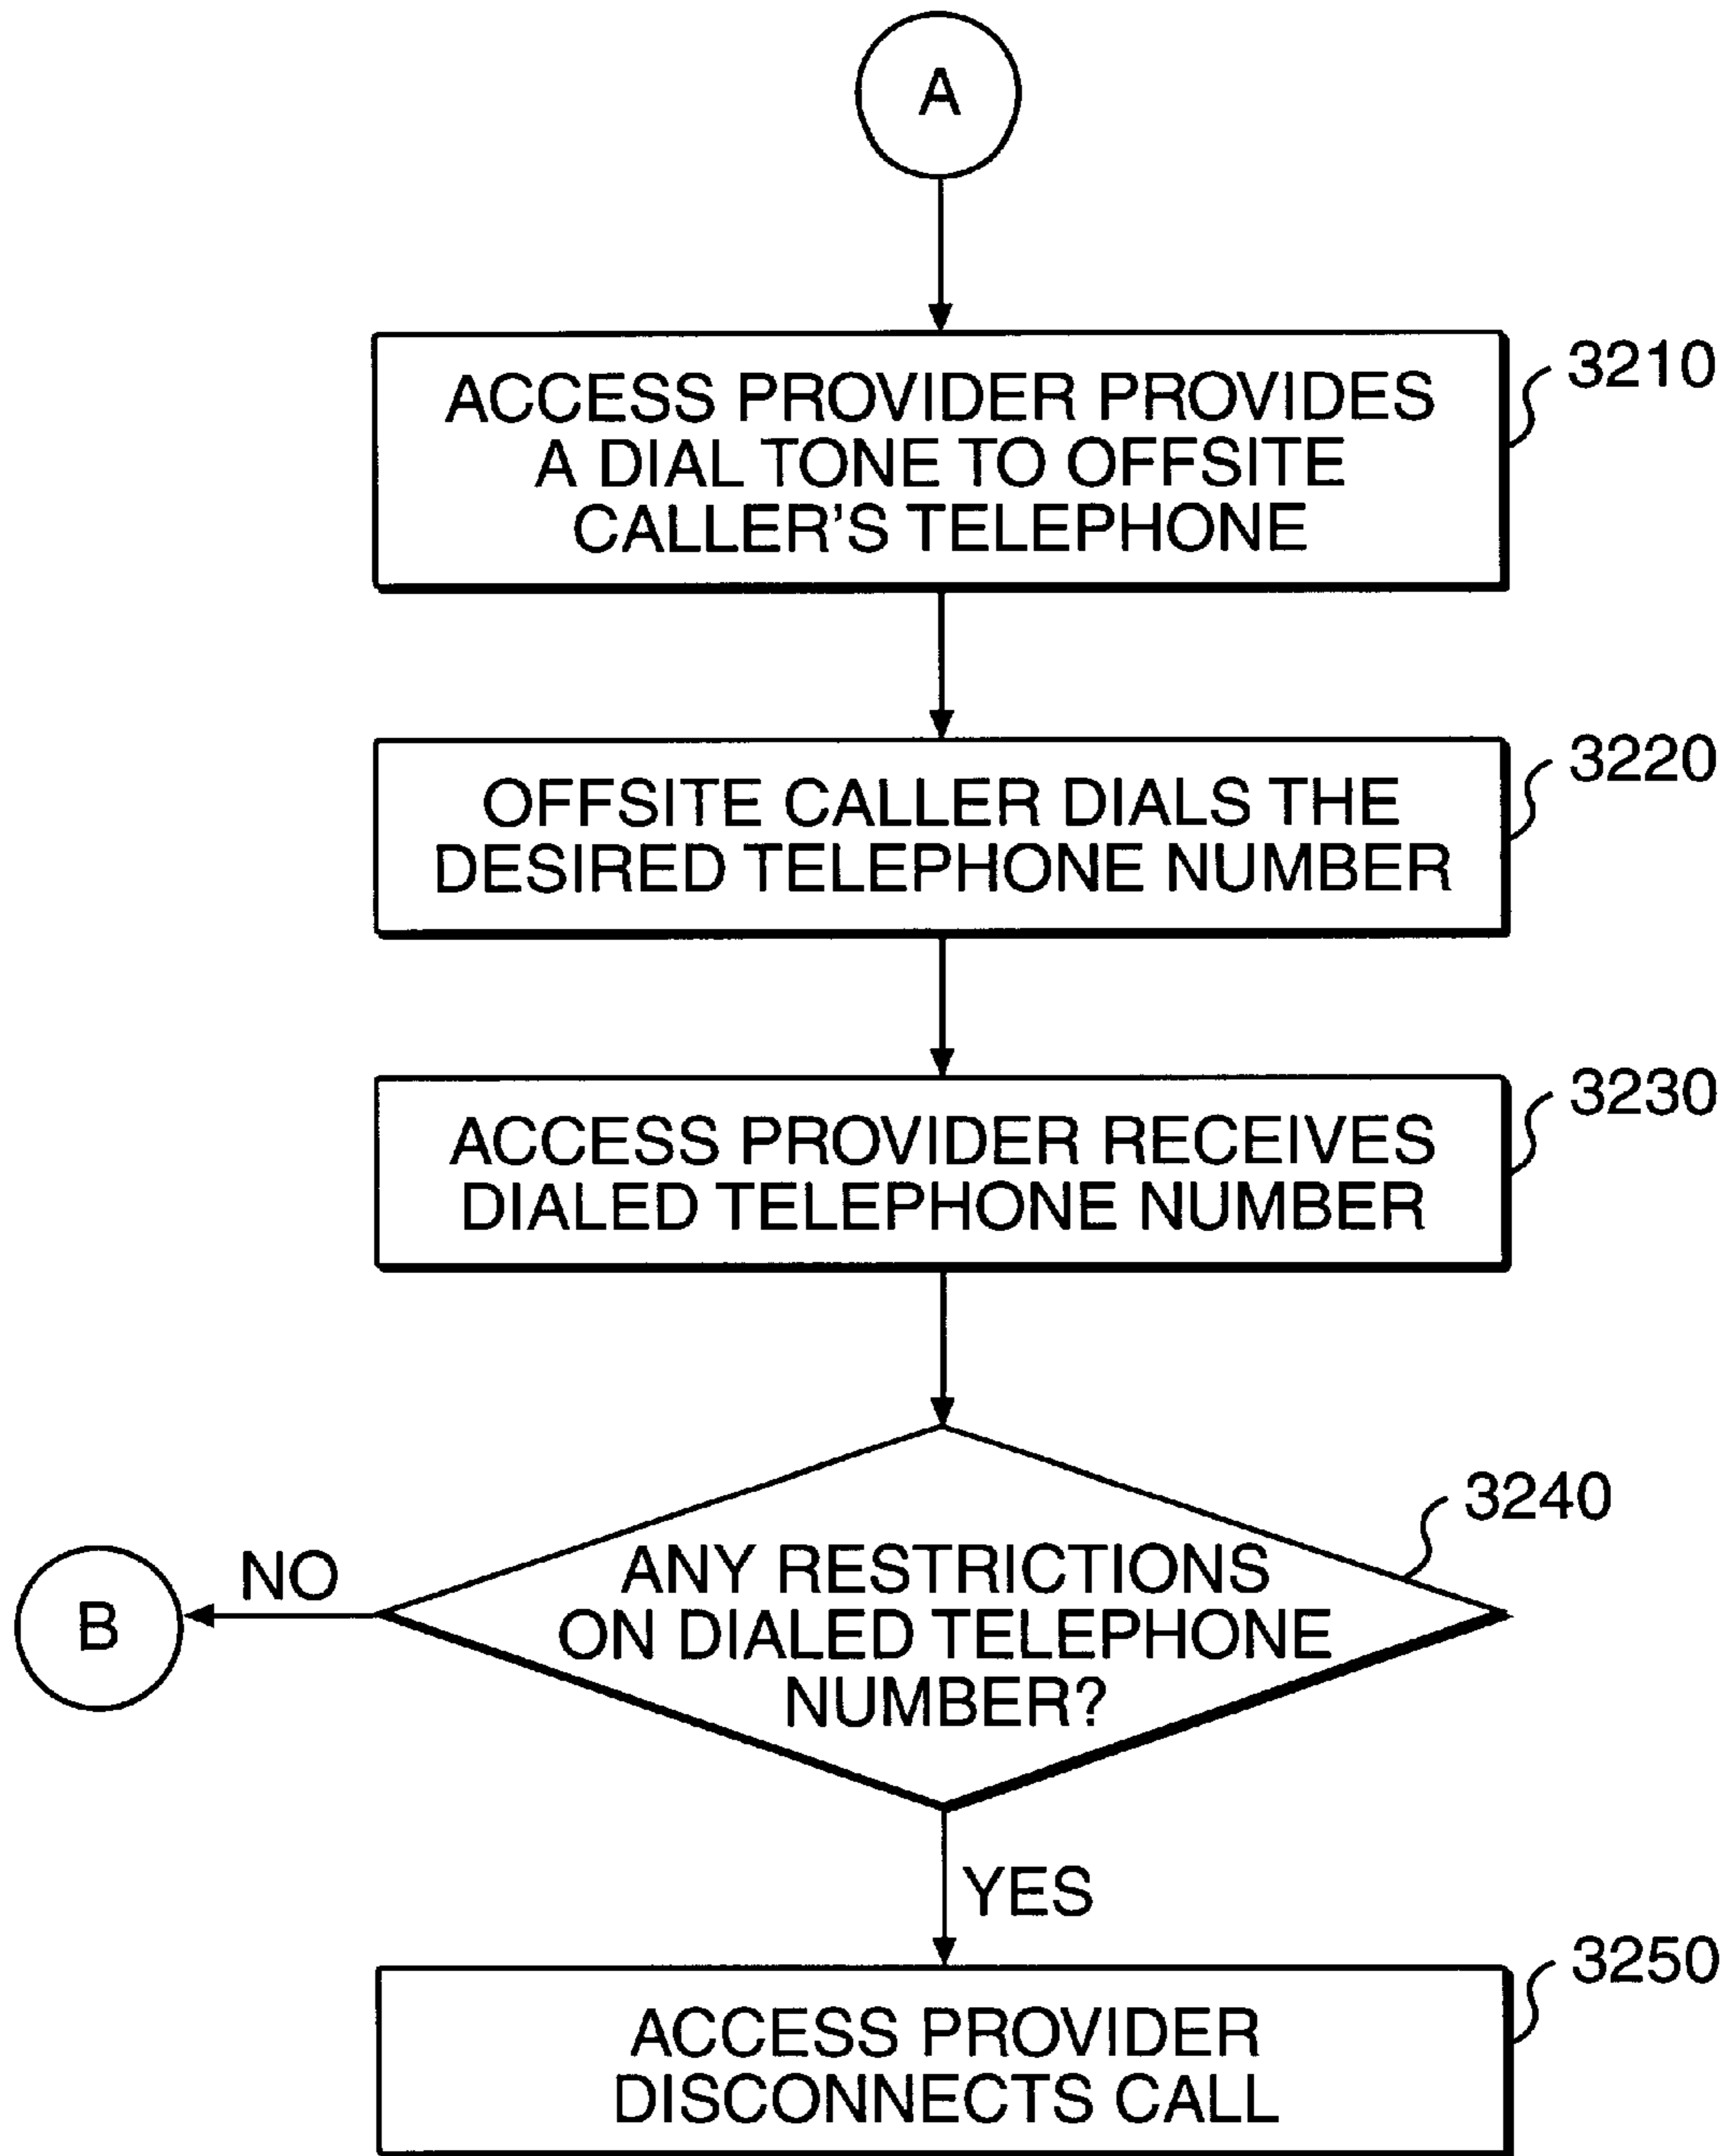 A
ACCESS PROVIDER PROVIDES
A DIAL TONE TO OFFSITE
CALLER'S TELEPHONE
3210
OFFSITE CALLER DIALS THE
DESIRED TELEPHONE NUMBER
3220
ACCESS PROVIDER RECEIVES
DIALED TELEPHONE NUMBER
3230
ANY RESTRICTIONS
ON DIALED TELEPHONE
NUMBER?
3240
NO
B
YES
ACCESS PROVIDER
DISCONNECTS CALL
3250